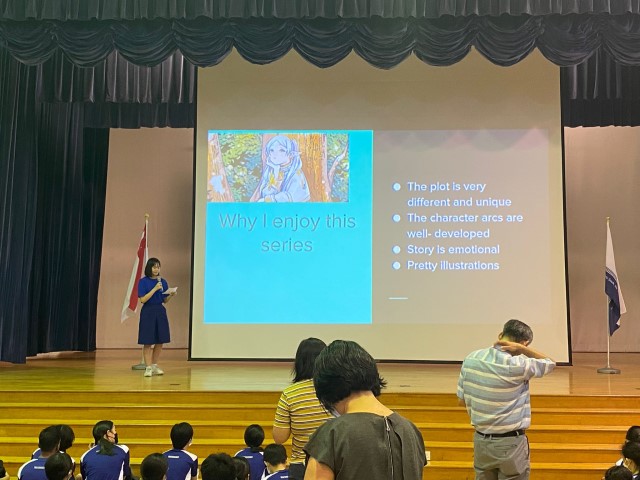 Why I enjoy this
series
The plot is very
different and unique
The character arcs are
well- developed
Story is emotional
Pretty illustrations